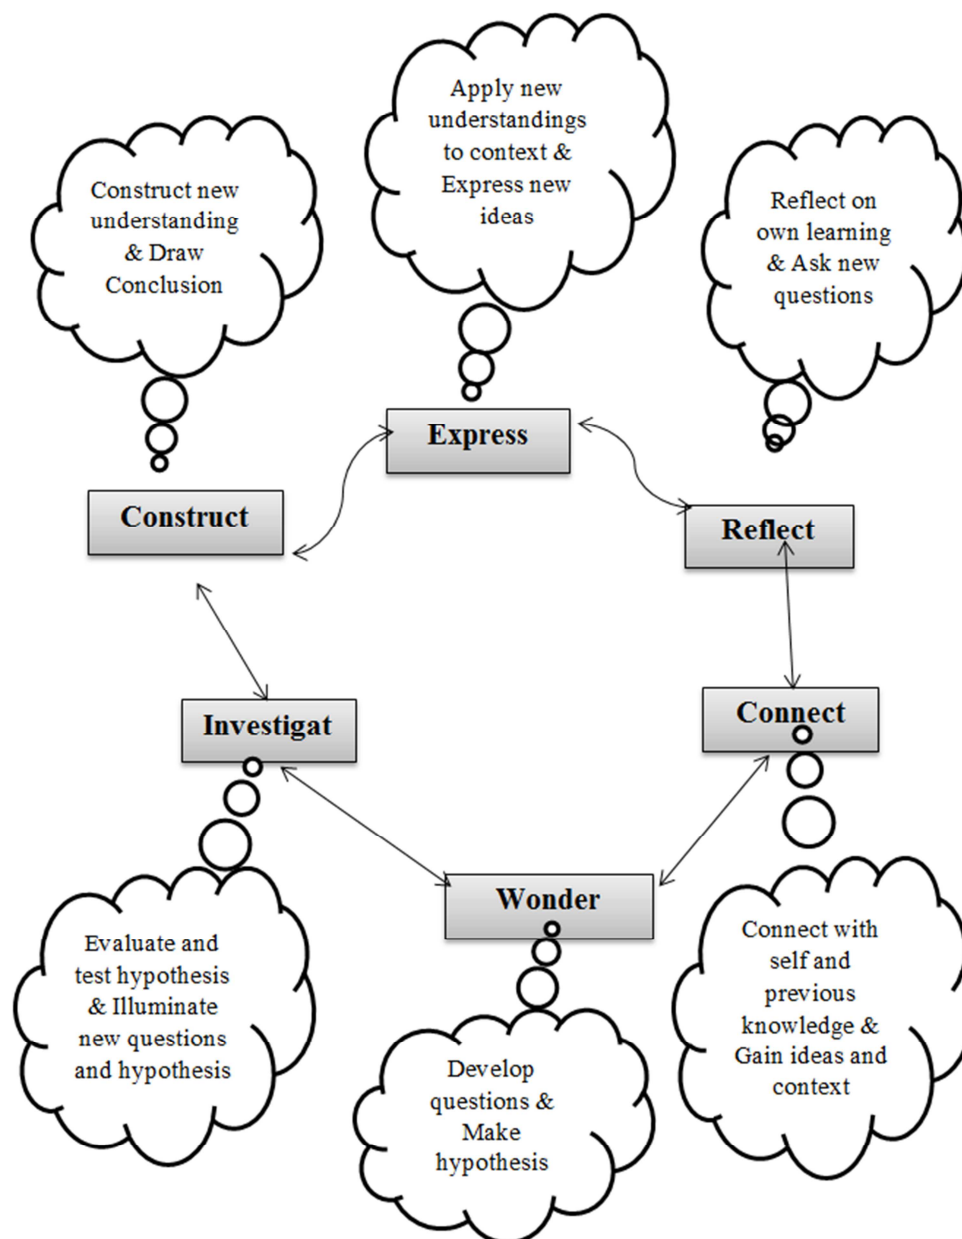 Apply new
understandings
to context &
Express new
ideas
Construct new
understanding
& Draw
Conclusion
Reflect on
own learning
& Ask new
questions
Express
Construct
Reflect
Investigat
Connect
Wonder
Evaluate and
test hypothesis
& Illuminate
new questions
and hypothesis
Develop
questions &
Make
hypothesis
Connect with
self and
previous
knowledge &
Gain ideas and
context